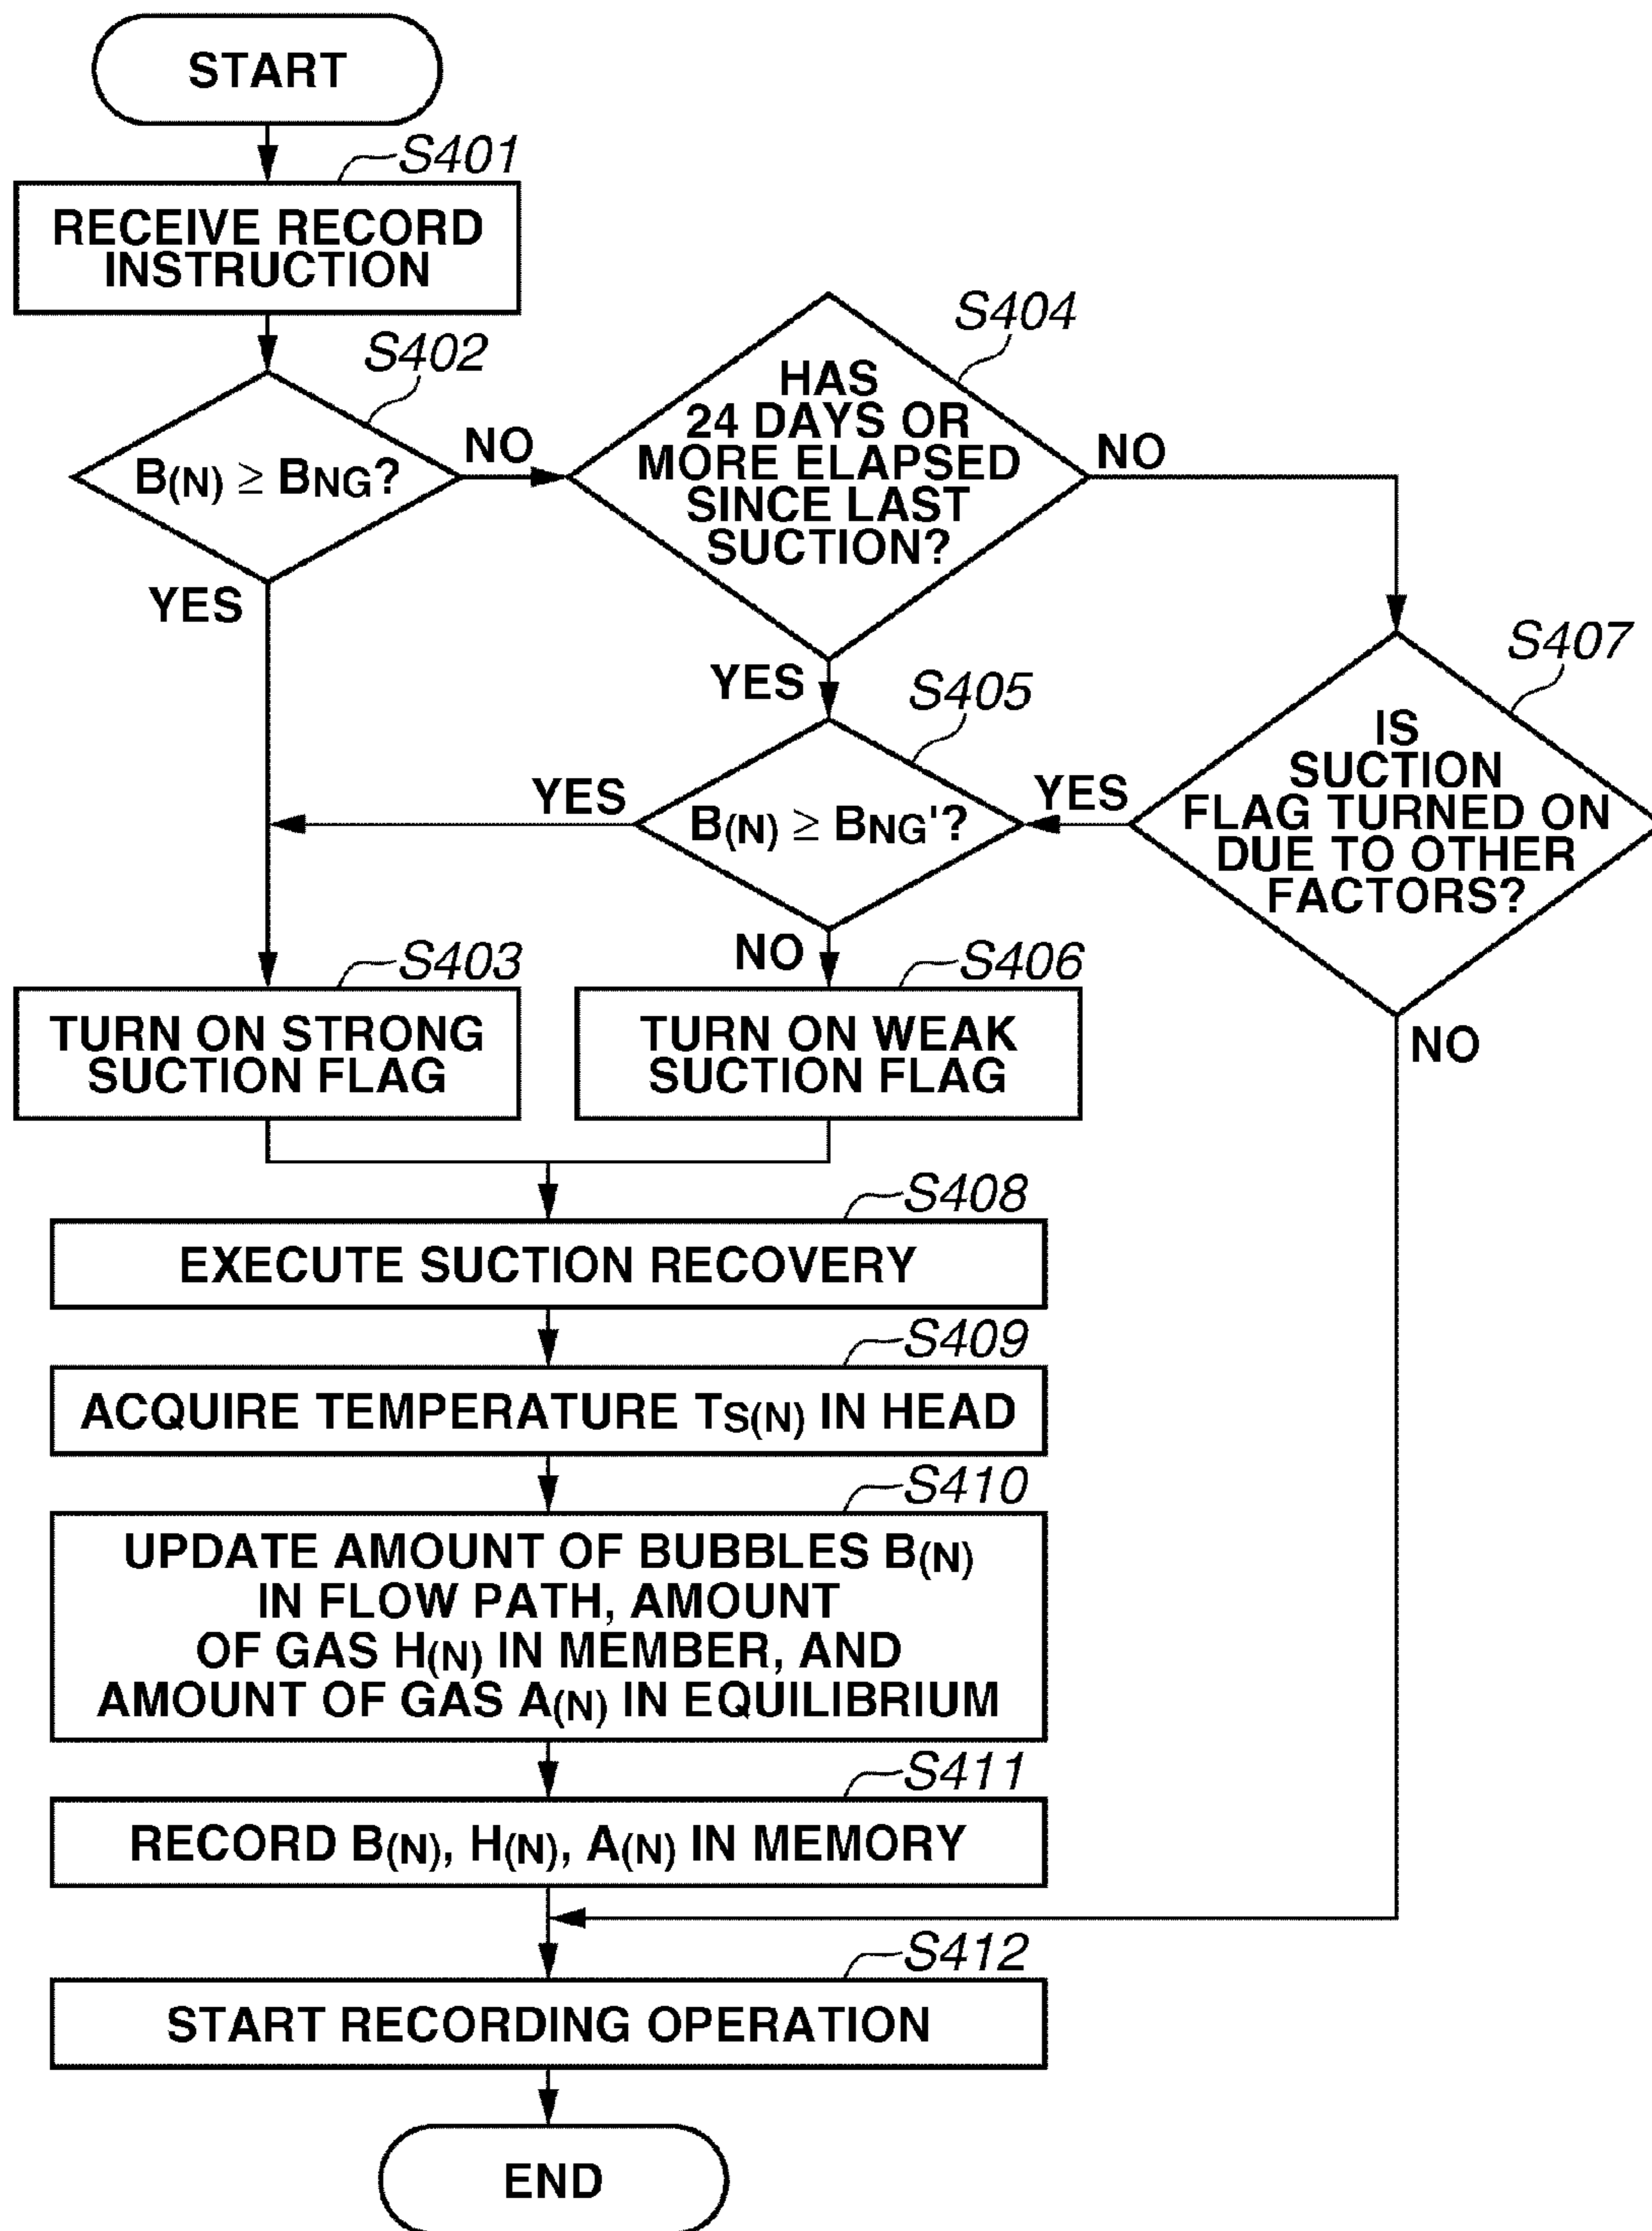 START
S401
RECEIVE RECORD
INSTRUCTION
S402
B(N) ≥ BNG?
NO
YES
S404
HAS
24 DAYS OR
MORE ELAPSED
SINCE LAST
SUCTION?
NO
YES
S405
B(N) ≥ BNG'?
YES
NO
S407
IS
SUCTION
FLAG TURNED ON
DUE TO OTHER
FACTORS?
YES
NO
S403
TURN ON STRONG
SUCTION FLAG
S406
TURN ON WEAK
SUCTION FLAG
S408
EXECUTE SUCTION RECOVERY
S409
ACQUIRE TEMPERATURE TS(N) IN HEAD
S410
UPDATE AMOUNT OF BUBBLES B(N)
IN FLOW PATH, AMOUNT
OF GAS H(N) IN MEMBER, AND
AMOUNT OF GAS A(N) IN EQUILIBRIUM
S411
RECORD B(N), H(N), A(N) IN MEMORY
S412
START RECORDING OPERATION
END